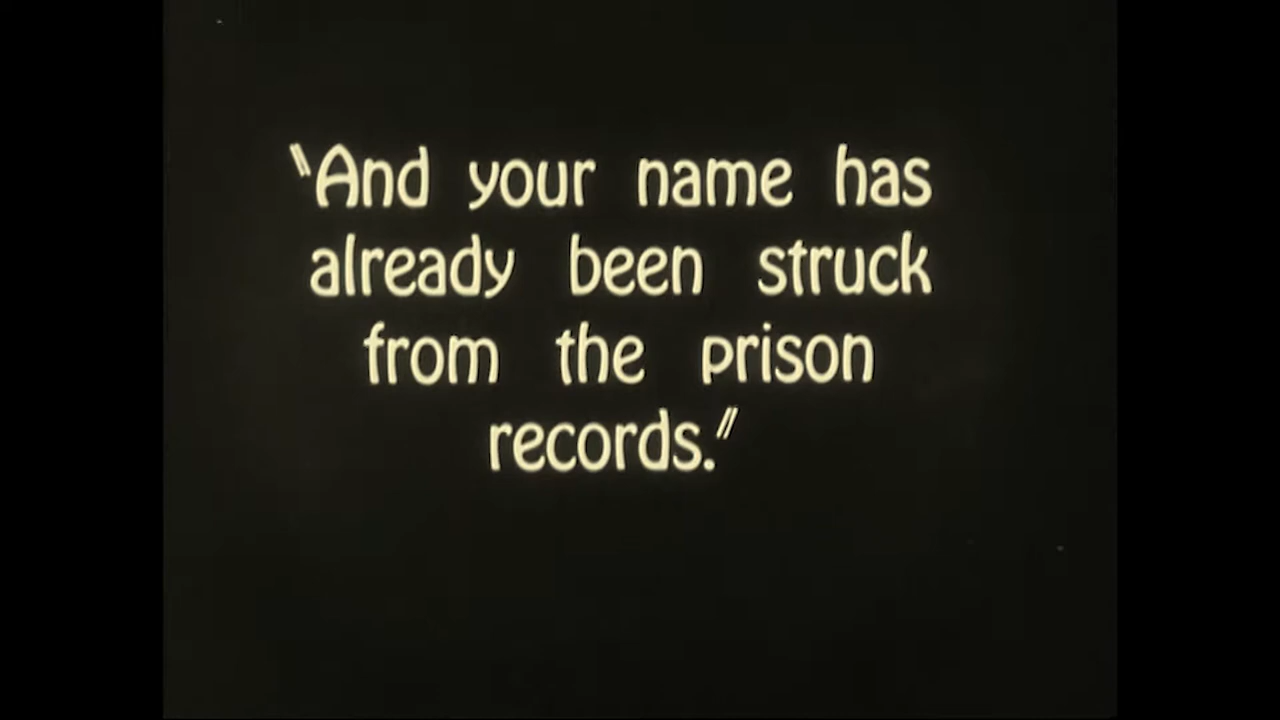 "And your name has
already been struck
from the prison
records."